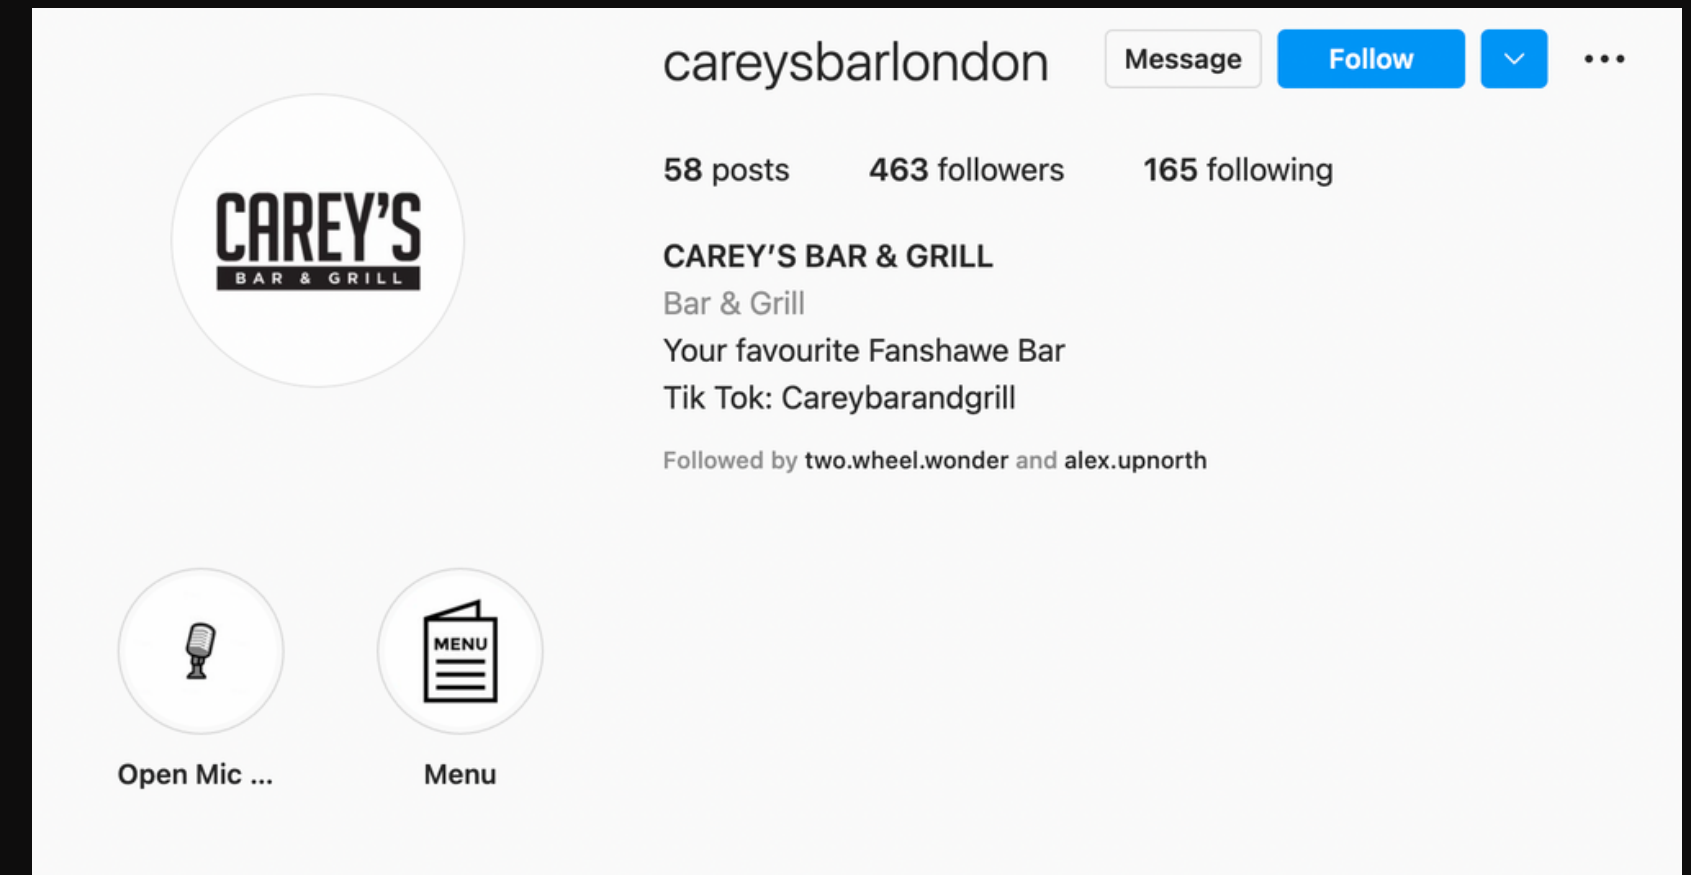 careysbarlondon Message Follow
58 posts 463 followers 165 following
CAREY'S
BAR & GRILL
CAREY’S BAR & GRILL
Bar & Grill
Your favourite Fanshawe Bar
Tik Tok: Careybarandgrill
Followed by two.wheel.wonder and alex.upnorth
MENU
Open Mic ... Menu